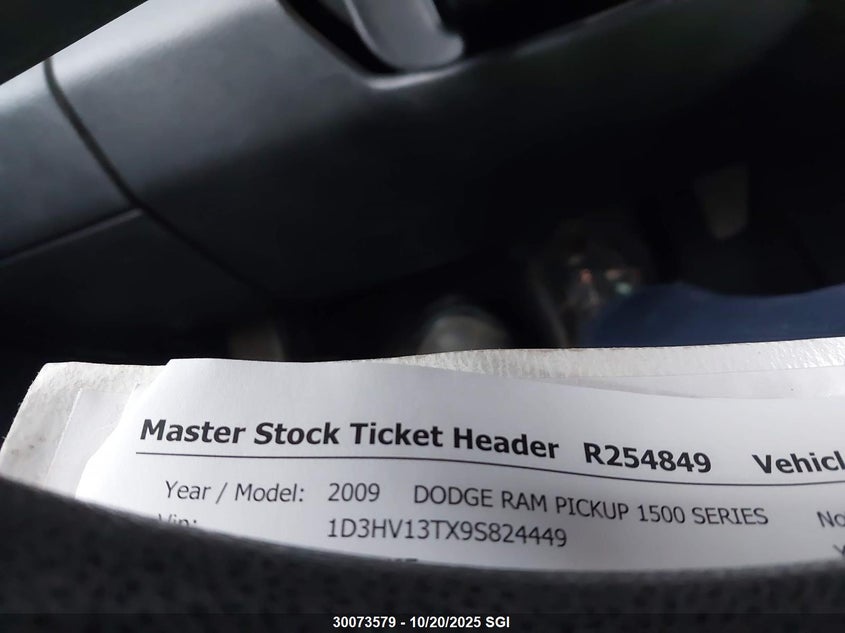 Master Stock Ticket Header R254849
Year / Model: 2009 DODGE RAM PICKUP 1500 SERIES
Vin: 1D3HV13TX9S824449
30073579 - 10/20/2025 SGI